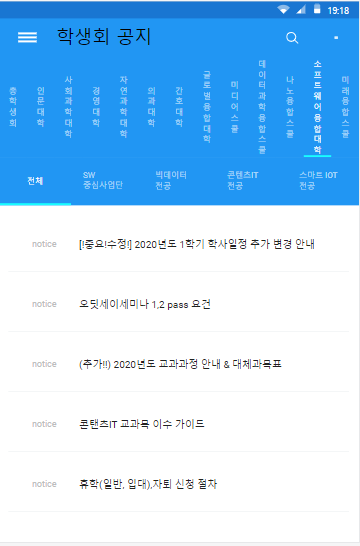 19:18
학생회 공지
총학생회
인문대학
사회과학대학
경영대학
자연과학대학
의과대학
간호대학
글로벌융합대학
미디어스쿨
데이터과학융합스쿨
나노융합스쿨
소프트웨어융합대학
미래융합스쿨
전체
SW
중심사업단
빅데이터
전공
콘텐츠IT
전공
스마트 IOT
전공
notice
[!중요!수정!] 2020년도 1학기 학사일정 추가 변경 안내
notice
오딧세이세미나 1,2 pass 요건
notice
(추가!!) 2020년도 교과과정 안내 & 대체과목표
notice
콘탠츠IT 교과목 이수 가이드
notice
휴학(일반, 입대),자퇴 신청 절차